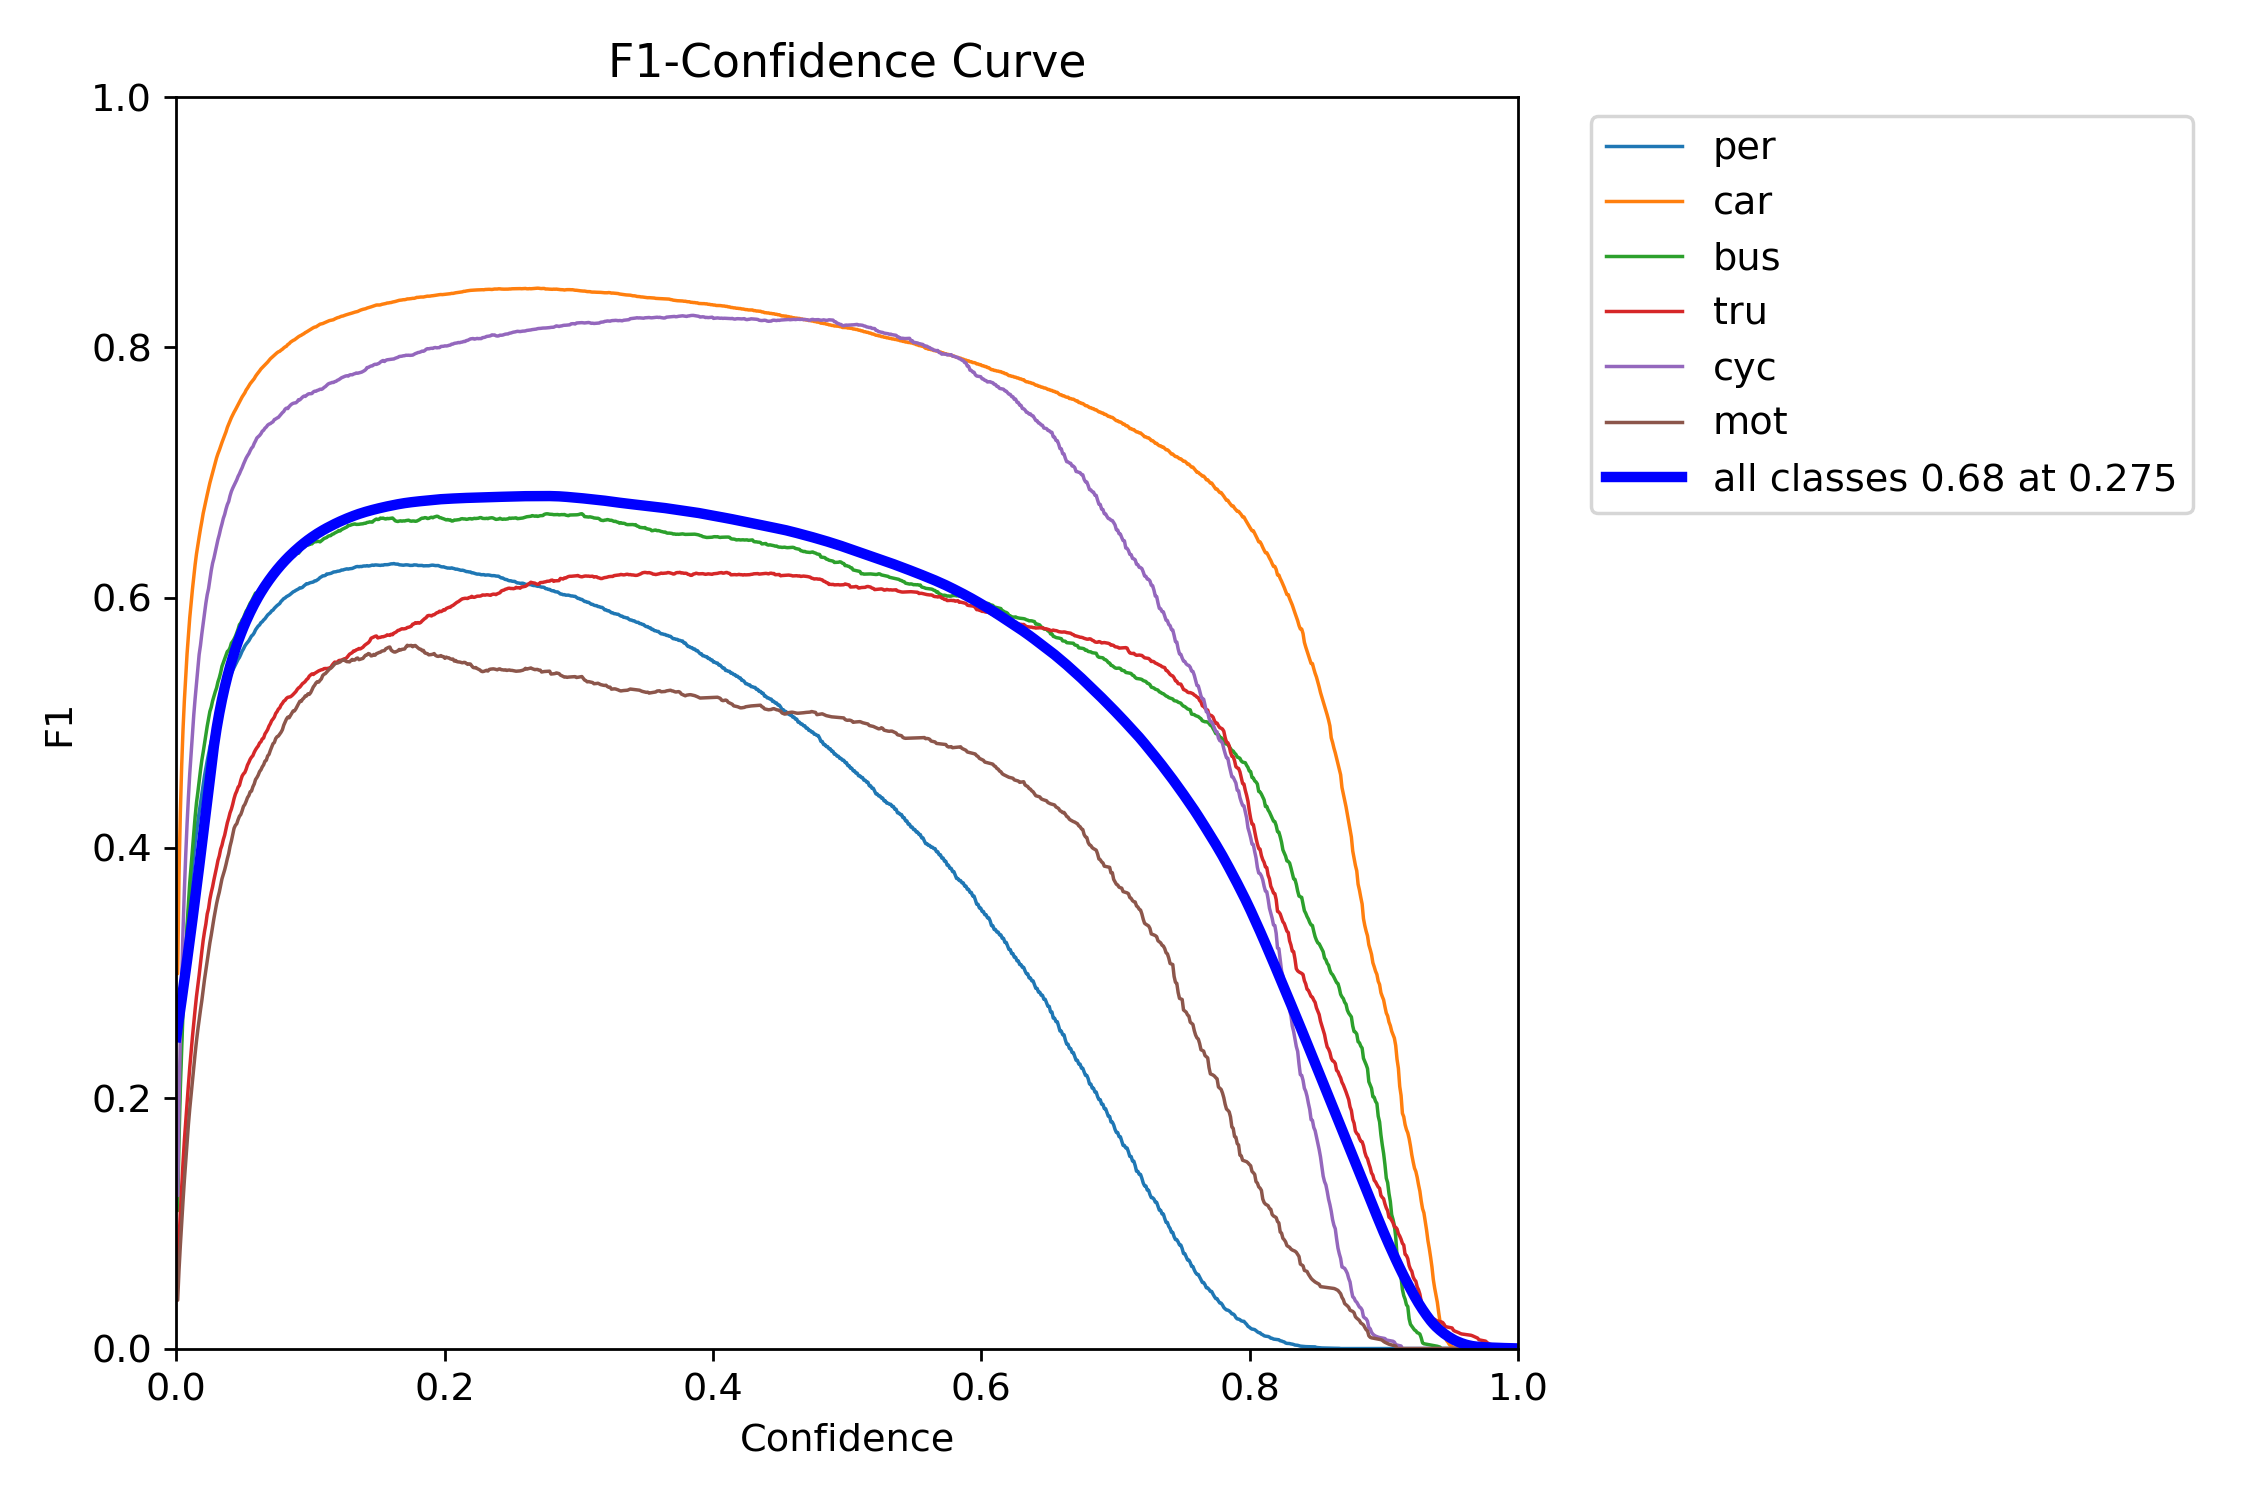 F1-Confidence Curve
1.0
0.8
0.6
0.4
0.2
0.0
F1
0.0 0.2 0.4 0.6 0.8 1.0
Confidence
per
car
bus
tru
cyc
mot
all classes 0.68 at 0.275